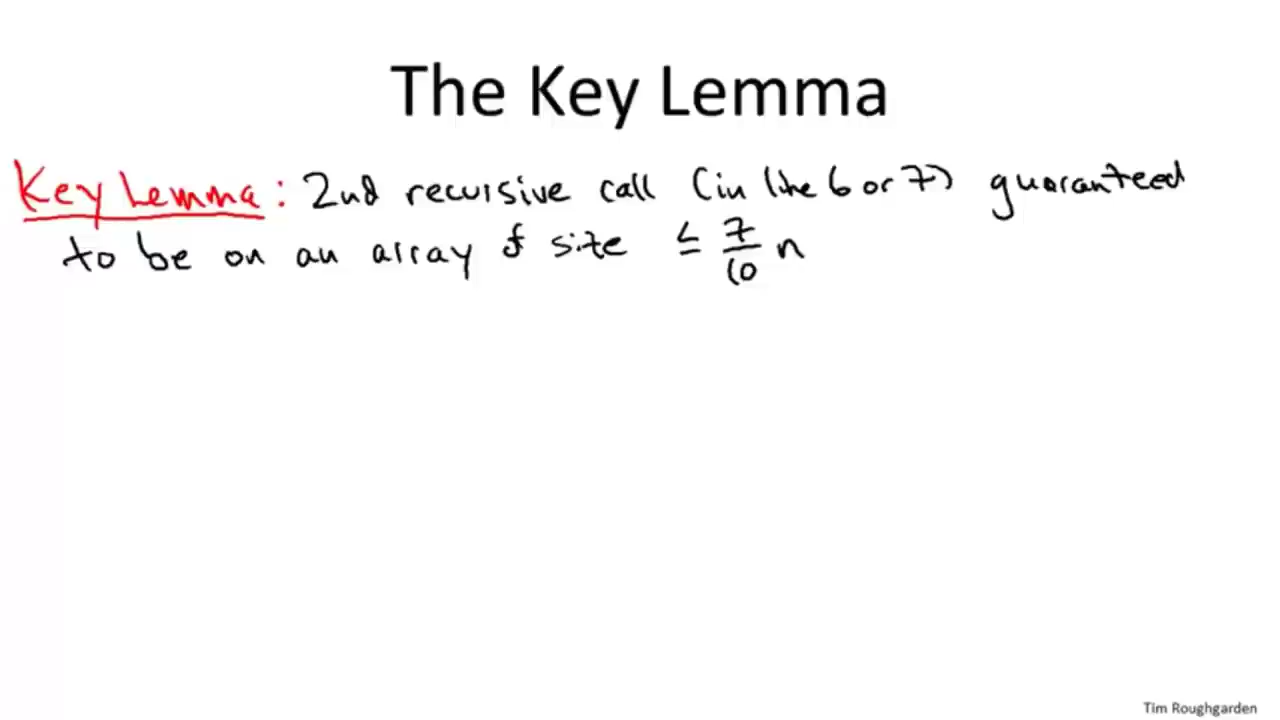 The Key Lemma
Key Lemma: 2nd recursive call (in line 6 or 7) guaranteed
to be on an array of size ≤ 7/10 n
Tim Roughgarden